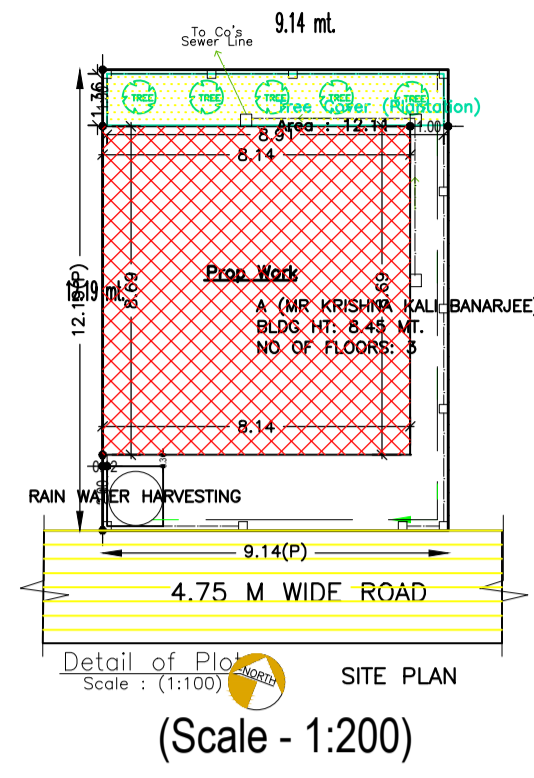 9.14 mt.
To Co's
Sewer Line
1.36
TREE TREE TREE TREE TREE
Tree Cover (Plantation)
Area : 12.11
8.91
1.00
8.14
Prop Work
12.19(P)
8.69
8.69
A (MR KRISHNA KALI BANARJEE)
BLDG HT: 8.45 MT.
NO OF FLOORS: 3
8.14
RAIN WATER HARVESTING
9.14(P)
4.75 M WIDE ROAD
Detail of Plot
Scale : (1:100)
NORTH
SITE PLAN
(Scale - 1:200)